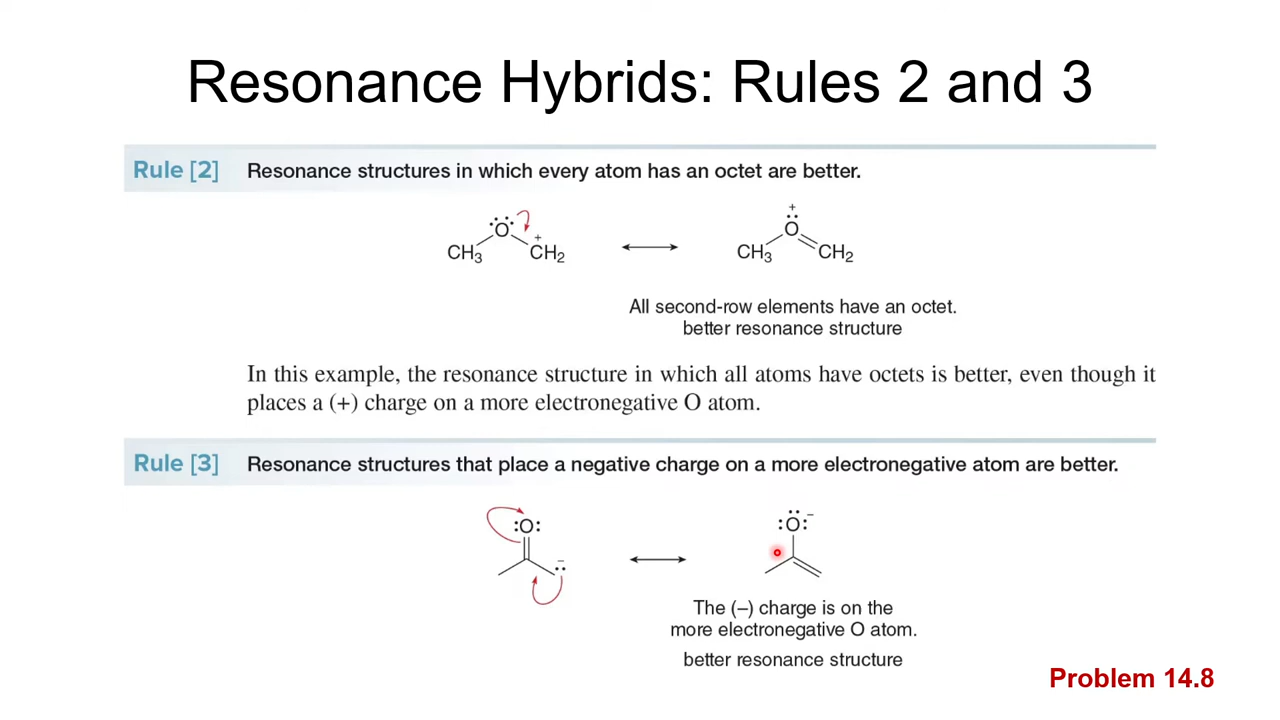 Resonance Hybrids: Rules 2 and 3
Rule [2] Resonance structures in which every atom has an octet are better.
CH3 O CH2 +
CH3 O CH2 +
All second-row elements have an octet.
better resonance structure
In this example, the resonance structure in which all atoms have octets is better, even though it
places a (+) charge on a more electronegative O atom.
Rule [3] Resonance structures that place a negative charge on a more electronegative atom are better.
:O: −
:O: −
The (–) charge is on the
more electronegative O atom.
better resonance structure
Problem 14.8